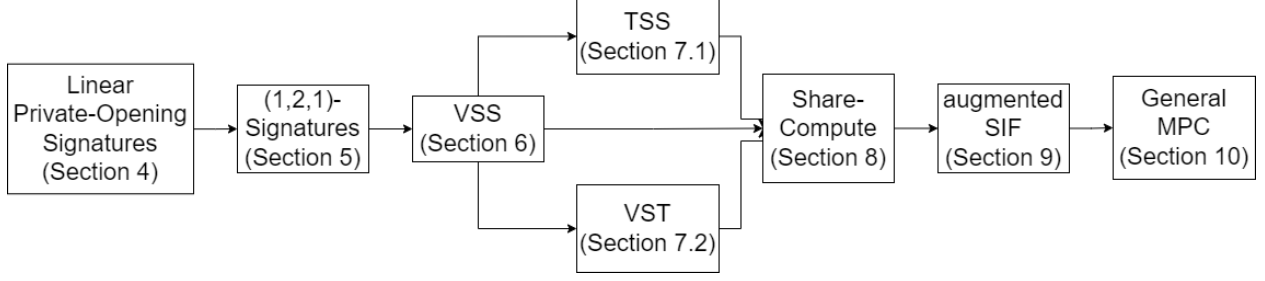 Linear
Private-Opening
Signatures
(Section 4)
(1,2,1)-
Signatures
(Section 5)
VSS
(Section 6)
TSS
(Section 7.1)
VST
(Section 7.2)
Share-
Compute
(Section 8)
augmented
SIF
(Section 9)
General
MPC
(Section 10)